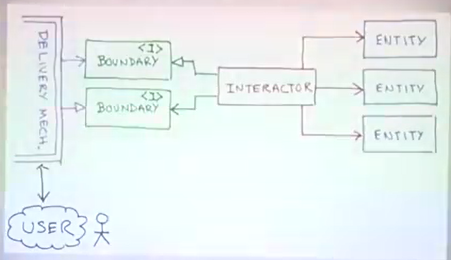 DELIVERY MECH.
<I>
BOUNDARY
<I>
BOUNDARY
INTERACTOR
ENTITY
ENTITY
ENTITY
USER